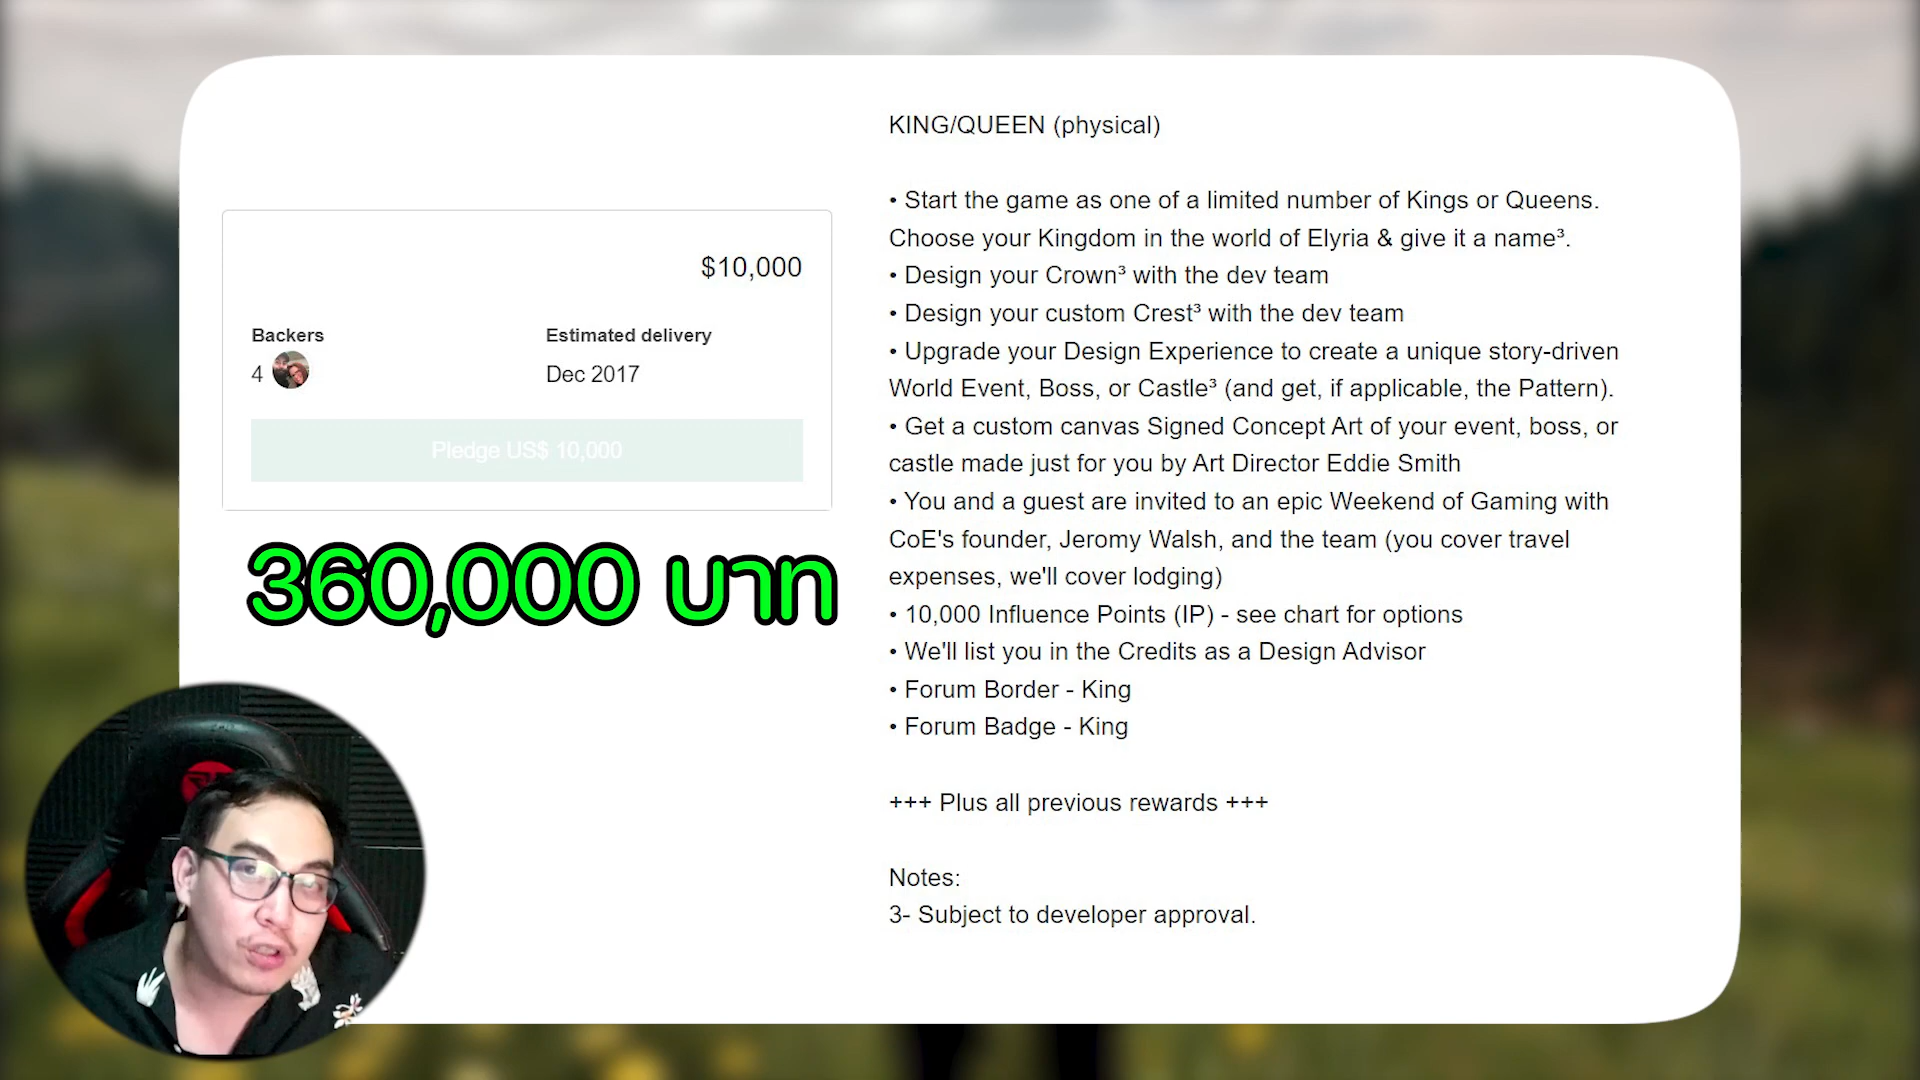 $10,000
Backers
4
Estimated delivery
Dec 2017
Pledge US$ 10,000
360,000 บาท
KING/QUEEN (physical)
• Start the game as one of a limited number of Kings or Queens.
Choose your Kingdom in the world of Elyria & give it a name³.
• Design your Crown³ with the dev team
• Design your custom Crest³ with the dev team
• Upgrade your Design Experience to create a unique story-driven
World Event, Boss, or Castle³ (and get, if applicable, the Pattern).
• Get a custom canvas Signed Concept Art of your event, boss, or
castle made just for you by Art Director Eddie Smith
• You and a guest are invited to an epic Weekend of Gaming with
CoE's founder, Jeromy Walsh, and the team (you cover travel
expenses, we'll cover lodging)
• 10,000 Influence Points (IP) - see chart for options
• We'll list you in the Credits as a Design Advisor
• Forum Border - King
• Forum Badge - King
+++ Plus all previous rewards +++
Notes:
3- Subject to developer approval.